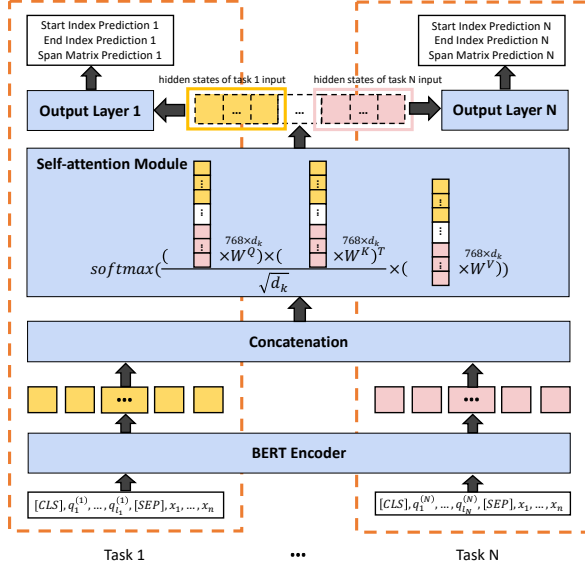 Start Index Prediction 1
End Index Prediction 1
Span Matrix Prediction 1
Start Index Prediction N
End Index Prediction N
Span Matrix Prediction N
hidden states of task 1 input
hidden states of task N input
Output Layer 1
...
...
...
Output Layer N
Self-attention Module
softmax(((×W^Q)×(×W^K)^T/√d_k)×(×W^V))
768×d_k
768×d_k
768×d_k
Concatenation
...
...
BERT Encoder
[CLS], q_1^(1), …, q_{l_1}^(1), [SEP], x_1, …, x_n
[CLS], q_1^(N), …, q_{l_N}^(N), [SEP], x_1, …, x_n
Task 1
...
Task N